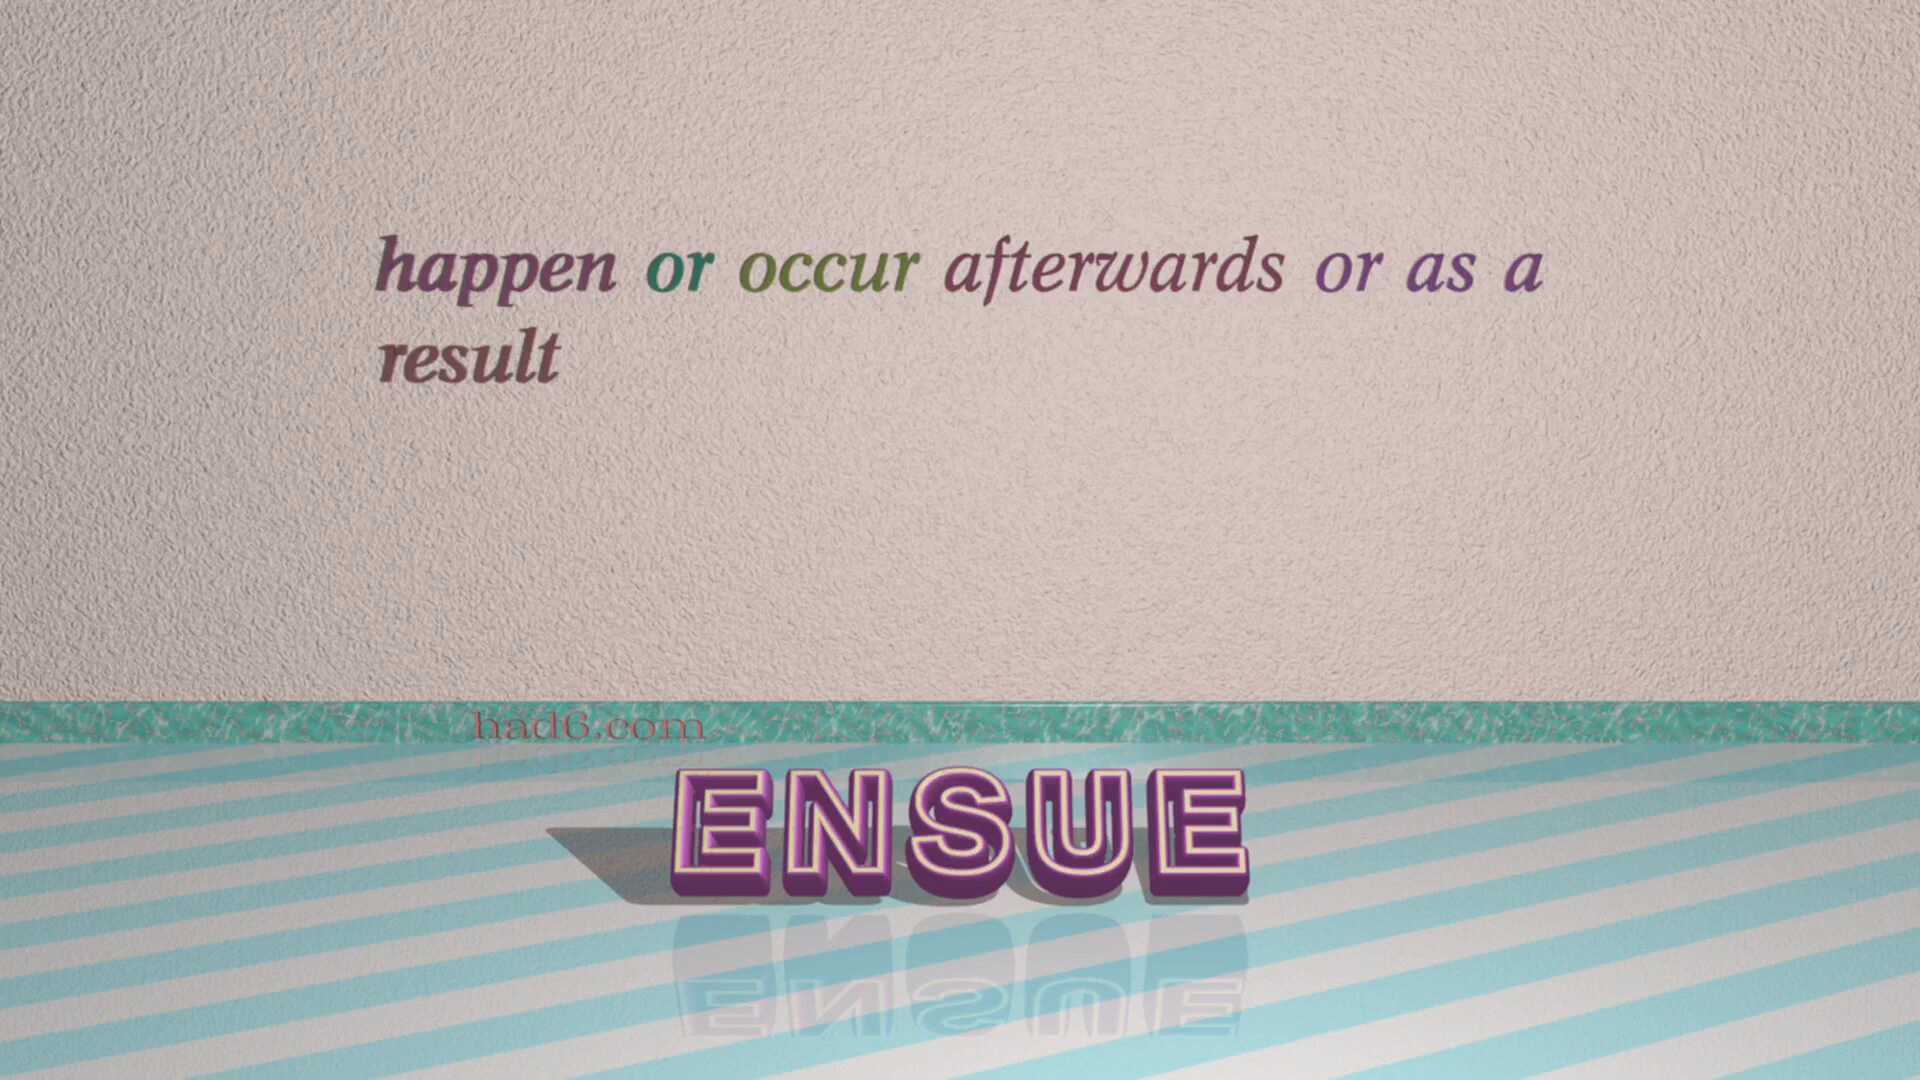 happen or occur afterwards or as a
result
had6.com
ENSUE